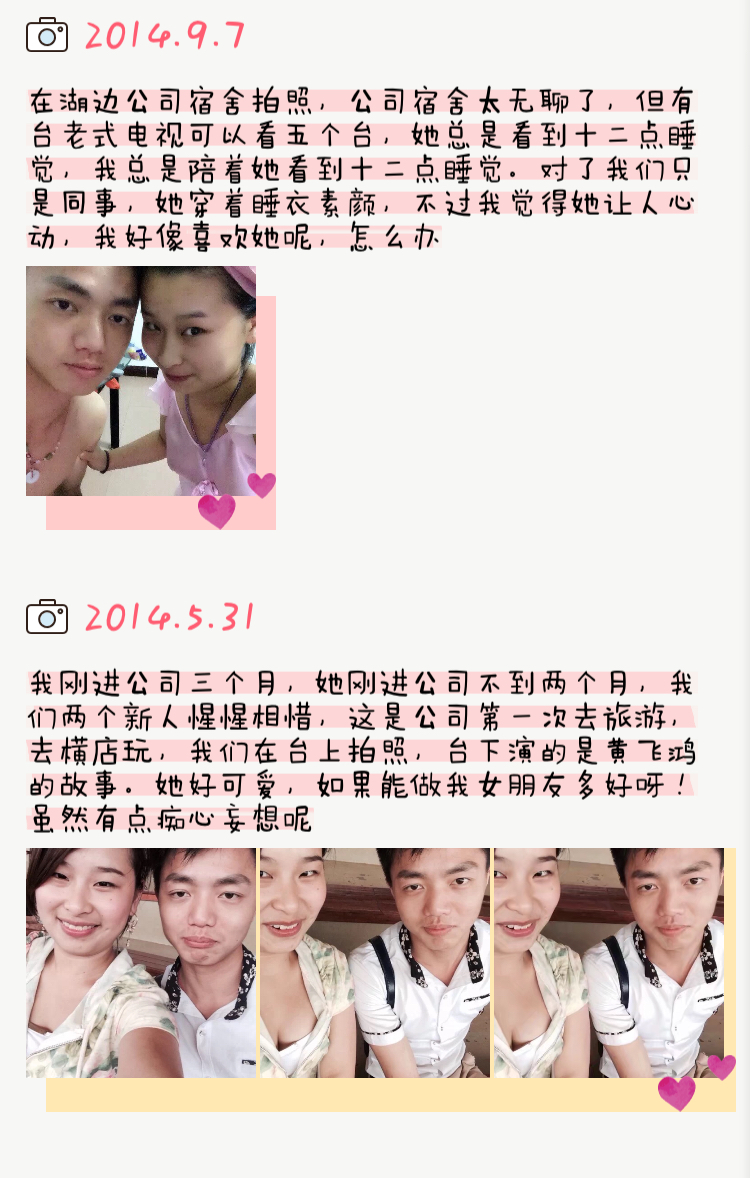 2014.9.7
在湖边公司宿舍拍照，公司宿舍太无聊了，但有
台老式电视可以看五个台，她总是看到十二点睡
觉，我总是陪着她看到十二点睡觉。对了我们只
是同事，她穿着睡衣素颜，不过我觉得她让人心
动，我好像喜欢她呢，怎么办
2014.5.31
我刚进公司三个月，她刚进公司不到两个月，我
们两个新人惺惺相惜，这是公司第一次去旅游，
去横店玩，我们在台上拍照，台下演的是黄飞鸿
的故事。她好可爱，如果能做我女朋友多好呀！
虽然有点痴心妄想呢